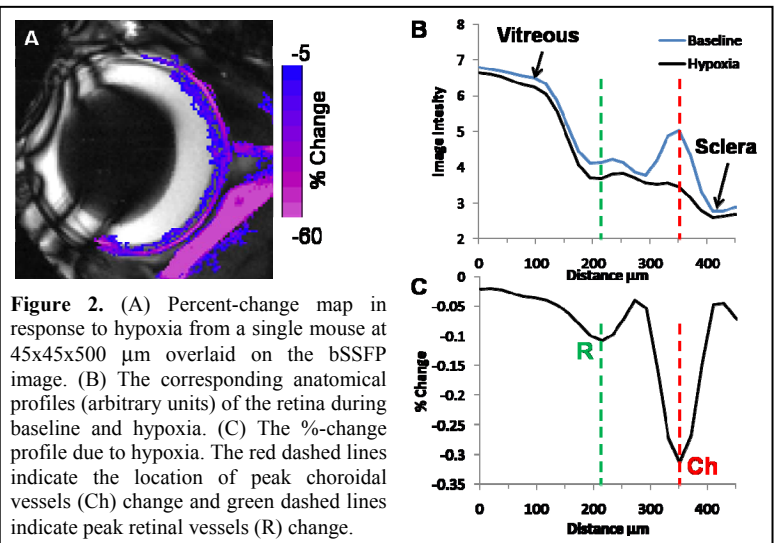 A
-5
% Change
-60
Figure 2. (A) Percent-change map in
response to hypoxia from a single mouse at
45x45x500 μm overlaid on the bSSFP
image. (B) The corresponding anatomical
profiles (arbitrary units) of the retina during
baseline and hypoxia. (C) The %-change
profile due to hypoxia. The red dashed lines
indicate the location of peak choroidal
vessels (Ch) change and green dashed lines
indicate peak retinal vessels (R) change.
B
Vitreous
Baseline
Hypoxia
Sclera
Image Intesity
8
7
6
5
4
3
2
0 100 200 300 400
Distance μm
C
R
Ch
% Change
0
-0.05
-0.1
-0.15
-0.2
-0.25
-0.3
-0.35
0 100 200 300 400
Distance μm